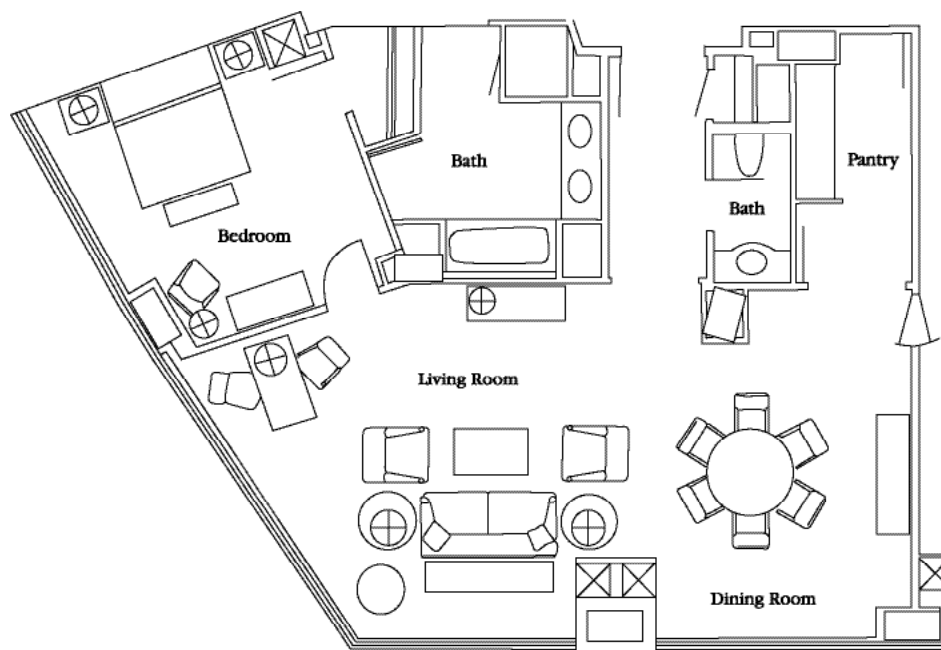 Bath
Pantry
Bath
Bedroom
Living Room
Dining Room